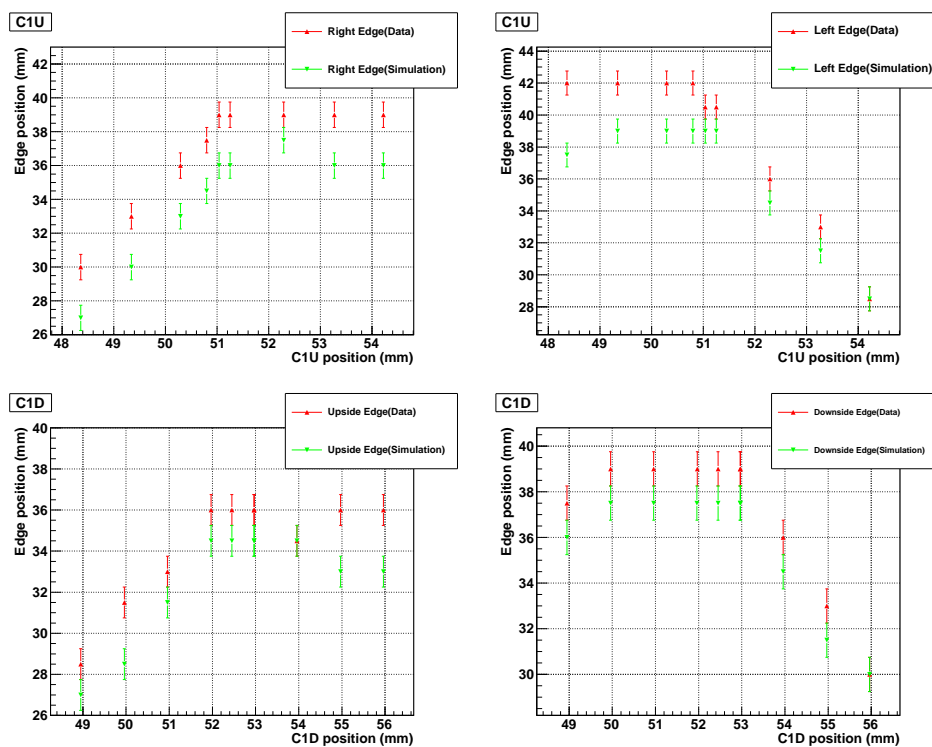 C1U
Right Edge(Data)
Right Edge(Simulation)
Edge position (mm)
42
40
38
36
34
32
30
28
26
48 49 50 51 52 53 54
C1U position (mm)
C1U
Left Edge(Data)
Left Edge(Simulation)
Edge position (mm)
44
42
40
38
36
34
32
30
28
48 49 50 51 52 53 54
C1U position (mm)
C1D
Upside Edge(Data)
Upside Edge(Simulation)
Edge position (mm)
40
38
36
34
32
30
28
26
49 50 51 52 53 54 55 56
C1D position (mm)
C1D
Downside Edge(Data)
Downside Edge(Simulation)
Edge position (mm)
40
38
36
34
32
30
49 50 51 52 53 54 55 56
C1D position (mm)